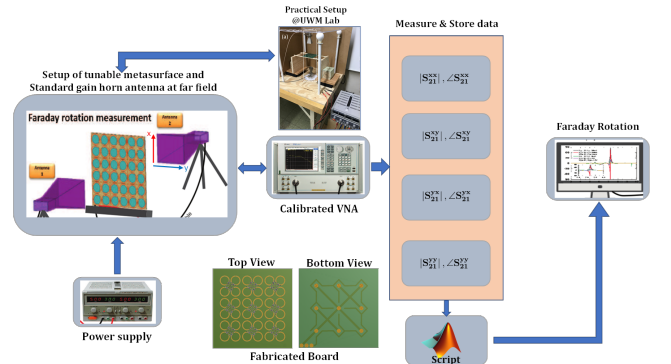 Practical Setup
@UWM Lab
(a)
Measure & Store data
Setup of tunable metasurface and
Standard gain horn antenna at far field
Faraday rotation measurement
Antenna
2
Antenna
1
x
y
|S₂₁ˣˣ|, ∠S₂₁ˣˣ
|S₂₁ˣʸ|, ∠S₂₁ˣʸ
|S₂₁ʸˣ|, ∠S₂₁ʸˣ
|S₂₁ʸʸ|, ∠S₂₁ʸʸ
Faraday Rotation
Calibrated VNA
Top View
Bottom View
Power supply
Fabricated Board
Script